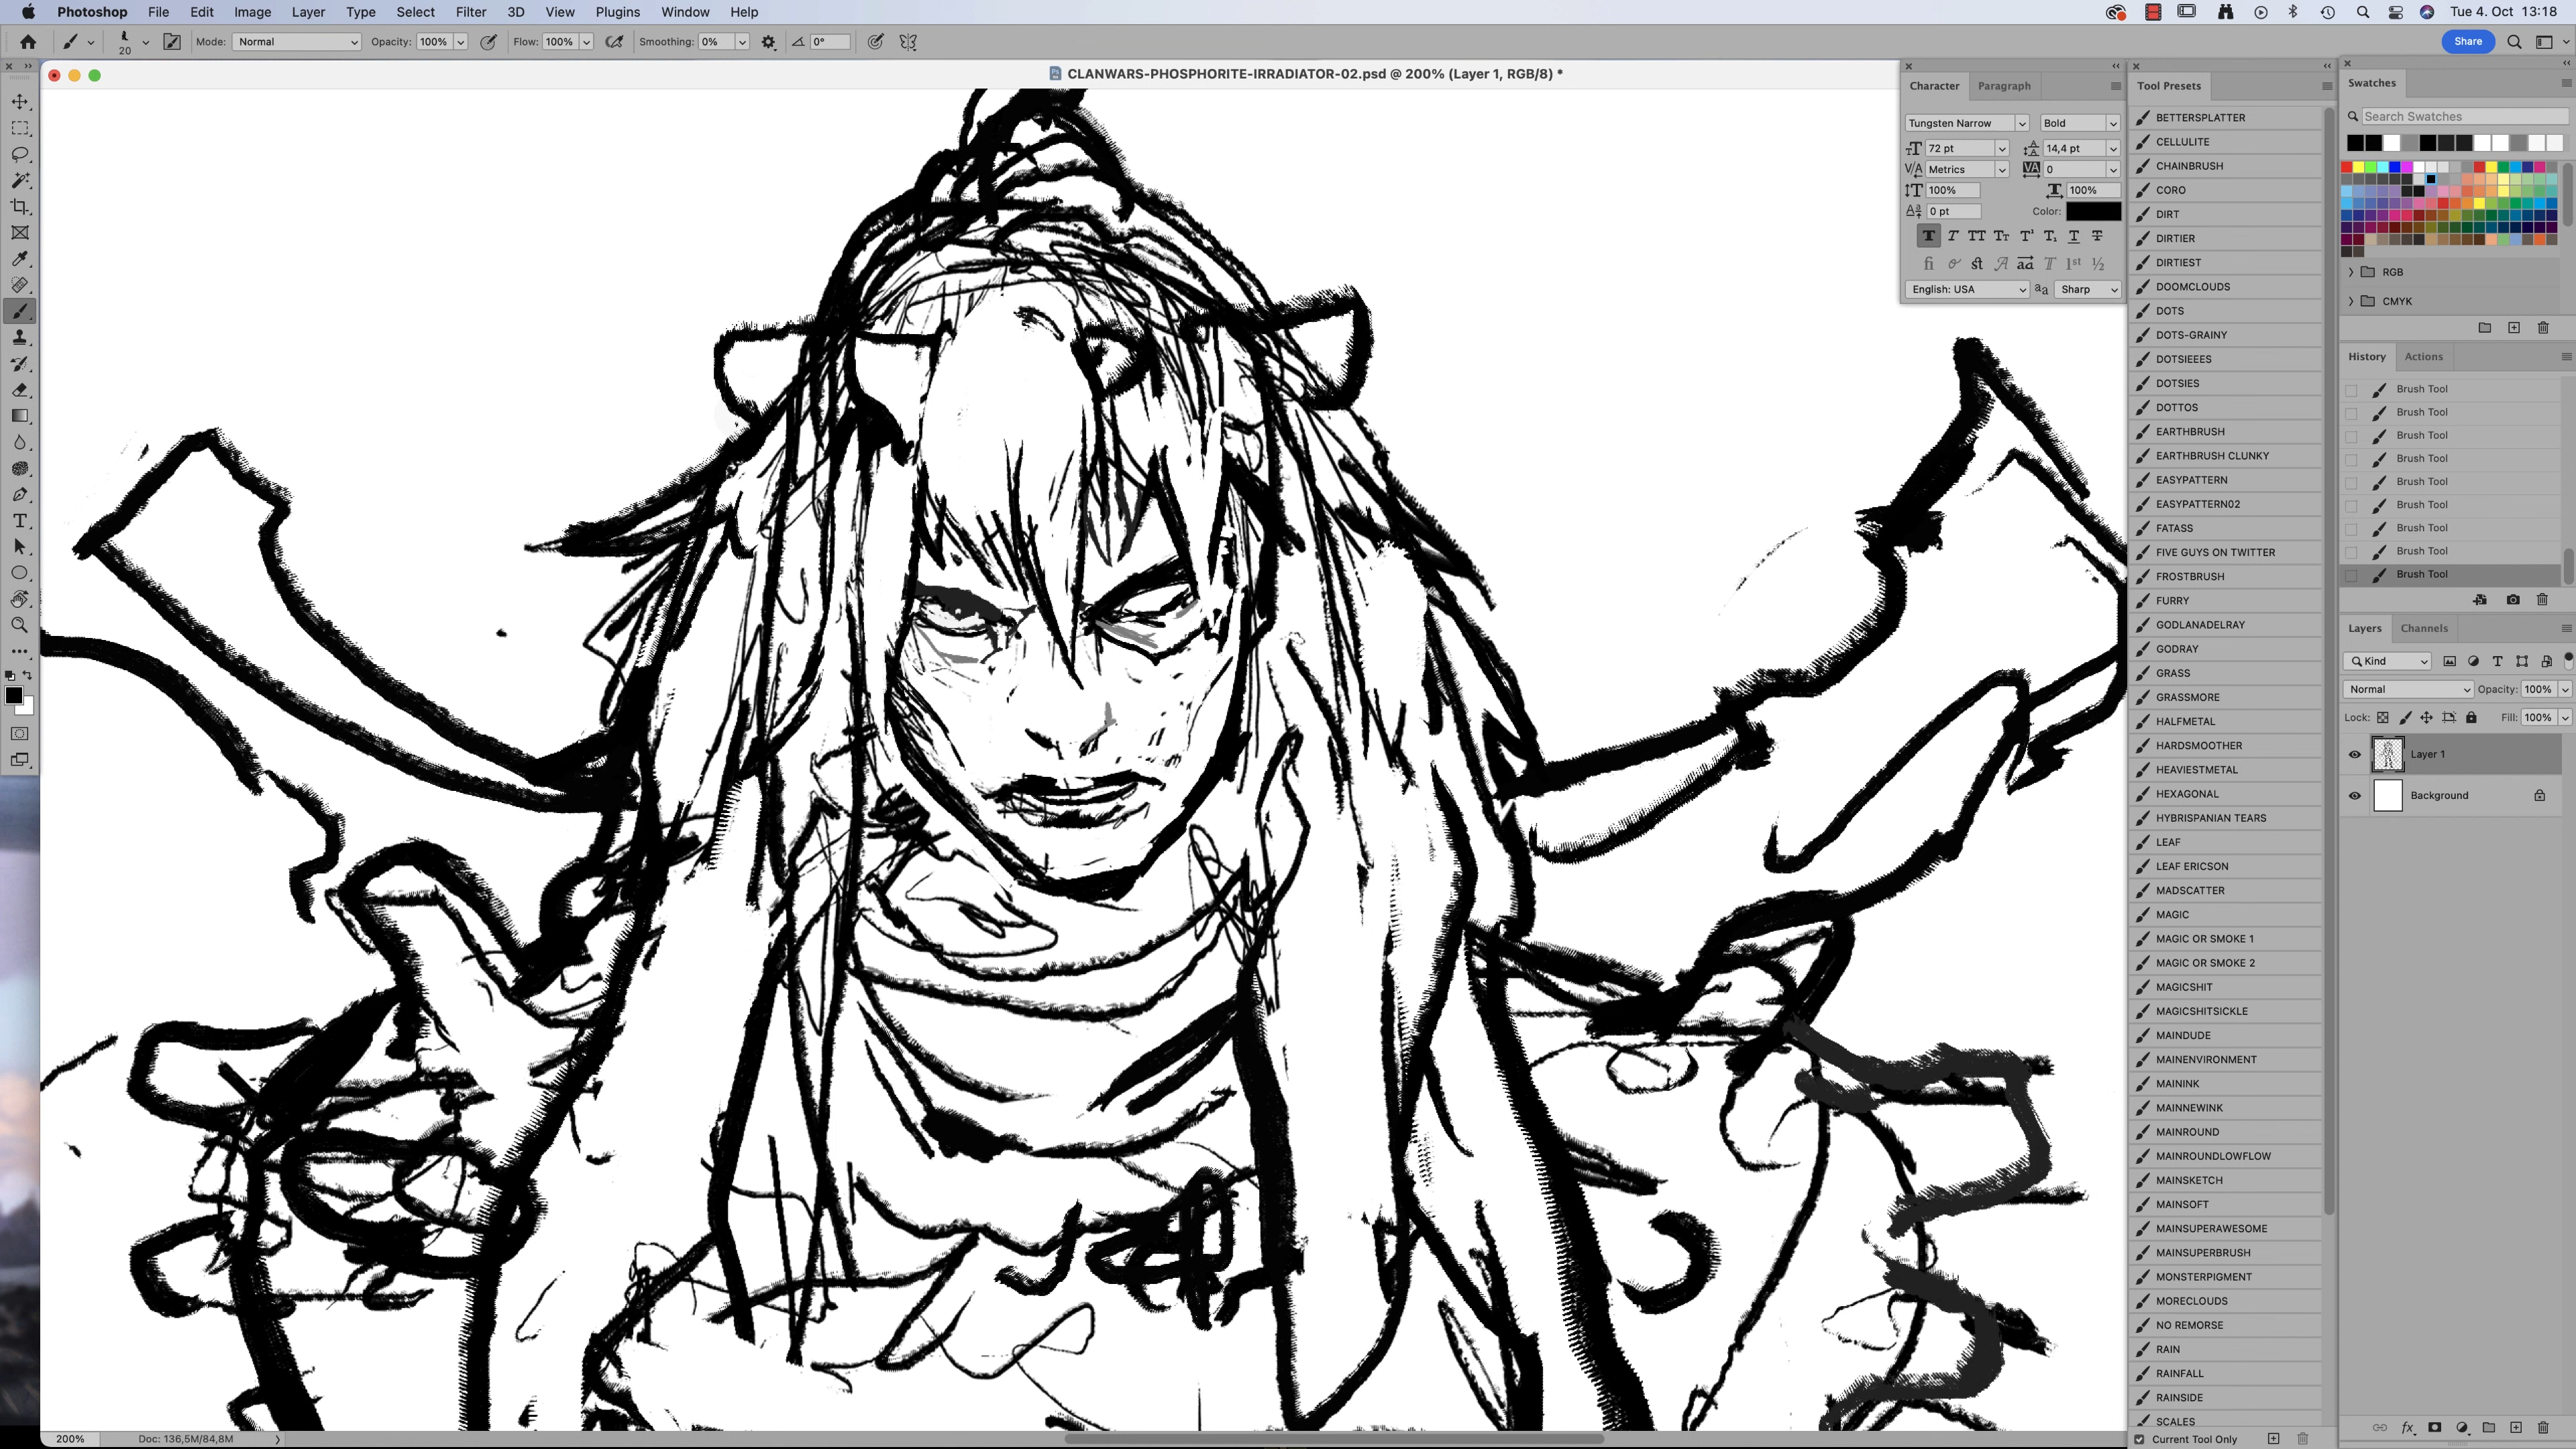 Photoshop File Edit Image Layer Type Select Filter 3D View Plugins Window Help Tue 4. Oct 13:18
20 Mode: Normal Opacity: 100% Flow: 100% Smoothing: 0% 0° Share
CLANWARS-PHOSPHORITE-IRRADIATOR-02.psd @ 200% (Layer 1, RGB/8) *
Character Paragraph
Tungsten Narrow Bold
72 pt 14,4 pt
Metrics 0
100% 100%
0 pt Color:
English: USA Sharp
Tool Presets
BETTERSPLATTER
CELLULITE
CHAINBRUSH
CORO
DIRT
DIRTIER
DIRTIEST
DOOMCLOUDS
DOTS
DOTS-GRAINY
DOTSIEEES
DOTSIES
DOTTOS
EARTHBRUSH
EARTHBRUSH CLUNKY
EASYPATTERN
EASYPATTERN02
FATASS
FIVE GUYS ON TWITTER
FROSTBRUSH
FURRY
GODLANADELRAY
GODRAY
GRASS
GRASSMORE
HALFMETAL
HARDSMOOTHER
HEAVIESTMETAL
HEXAGONAL
HYBRISPANIAN TEARS
LEAF
LEAF ERICSON
MADSCATTER
MAGIC
MAGIC OR SMOKE 1
MAGIC OR SMOKE 2
MAGICSHIT
MAGICSHITSICKLE
MAINDUDE
MAINENVIRONMENT
MAININK
MAINNEWINK
MAINROUND
MAINROUNDLOWFLOW
MAINSKETCH
MAINSOFT
MAINSUPERAWESOME
MAINSUPERBRUSH
MONSTERPIGMENT
MORECLOUDS
NO REMORSE
RAIN
RAINFALL
RAINSIDE
SCALES
Current Tool Only
Swatches
Search Swatches
RGB
CMYK
History Actions
Brush Tool
Brush Tool
Brush Tool
Brush Tool
Brush Tool
Brush Tool
Brush Tool
Brush Tool
Brush Tool
Layers Channels
Kind
Normal Opacity: 100%
Lock: Fill: 100%
Layer 1
Background
200% Doc: 136,5M/84,8M